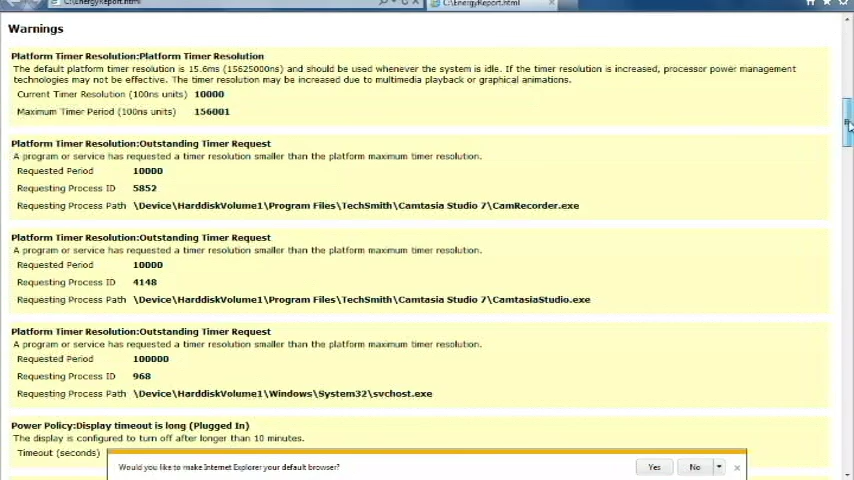 C:\EnergyReport.html
C:\EnergyReport.html
Warnings
Platform Timer Resolution:Platform Timer Resolution
The default platform timer resolution is 15.6ms (15625000ns) and should be used whenever the system is idle. If the timer resolution is increased, processor power management
technologies may not be effective. The timer resolution may be increased due to multimedia playback or graphical animations.
Current Timer Resolution (100ns units) 10000
Maximum Timer Period (100ns units) 156001
Platform Timer Resolution:Outstanding Timer Request
A program or service has requested a timer resolution smaller than the platform maximum timer resolution.
Requested Period 10000
Requesting Process ID 5852
Requesting Process Path \Device\HarddiskVolume1\Program Files\TechSmith\Camtasia Studio 7\CamRecorder.exe
Platform Timer Resolution:Outstanding Timer Request
A program or service has requested a timer resolution smaller than the platform maximum timer resolution.
Requested Period 10000
Requesting Process ID 4148
Requesting Process Path \Device\HarddiskVolume1\Program Files\TechSmith\Camtasia Studio 7\CamtasiaStudio.exe
Platform Timer Resolution:Outstanding Timer Request
A program or service has requested a timer resolution smaller than the platform maximum timer resolution.
Requested Period 100000
Requesting Process ID 968
Requesting Process Path \Device\HarddiskVolume1\Windows\System32\svchost.exe
Power Policy:Display timeout is long (Plugged In)
The display is configured to turn off after longer than 10 minutes.
Timeout (seconds)
Would you like to make Internet Explorer your default browser? Yes No